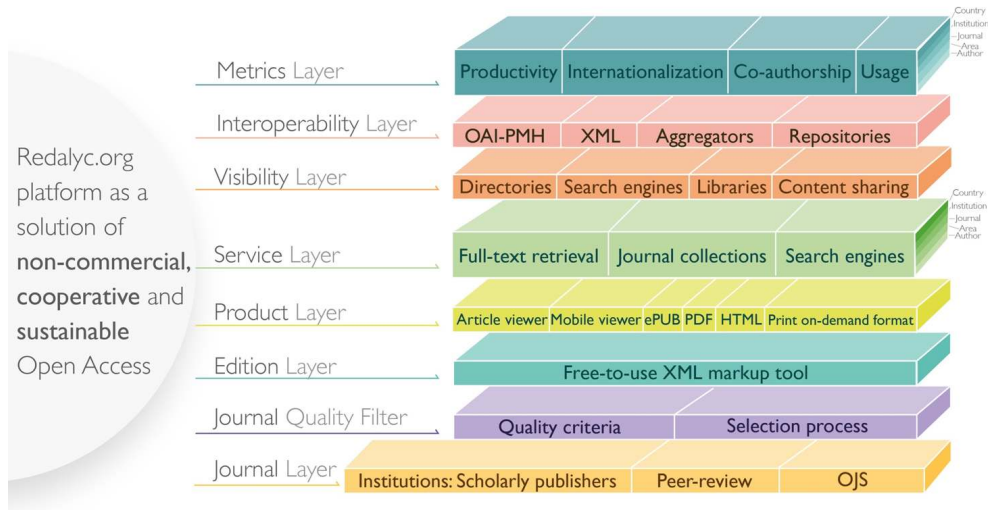 Redalyc.org
platform as a
solution of
non-commercial,
cooperative and
sustainable
Open Access
Metrics Layer
Productivity Internationalization Co-authorship Usage
Country
Institution
Journal
Area
Author
Interoperability Layer
OAI-PMH XML Aggregators Repositories
Visibility Layer
Directories Search engines Libraries Content sharing
Service Layer
Full-text retrieval Journal collections Search engines
Country
Institution
Journal
Area
Author
Product Layer
Article viewer Mobile viewer ePUB PDF HTML Print on-demand format
Edition Layer
Free-to-use XML markup tool
Journal Quality Filter
Quality criteria Selection process
Journal Layer
Institutions: Scholarly publishers Peer-review OJS